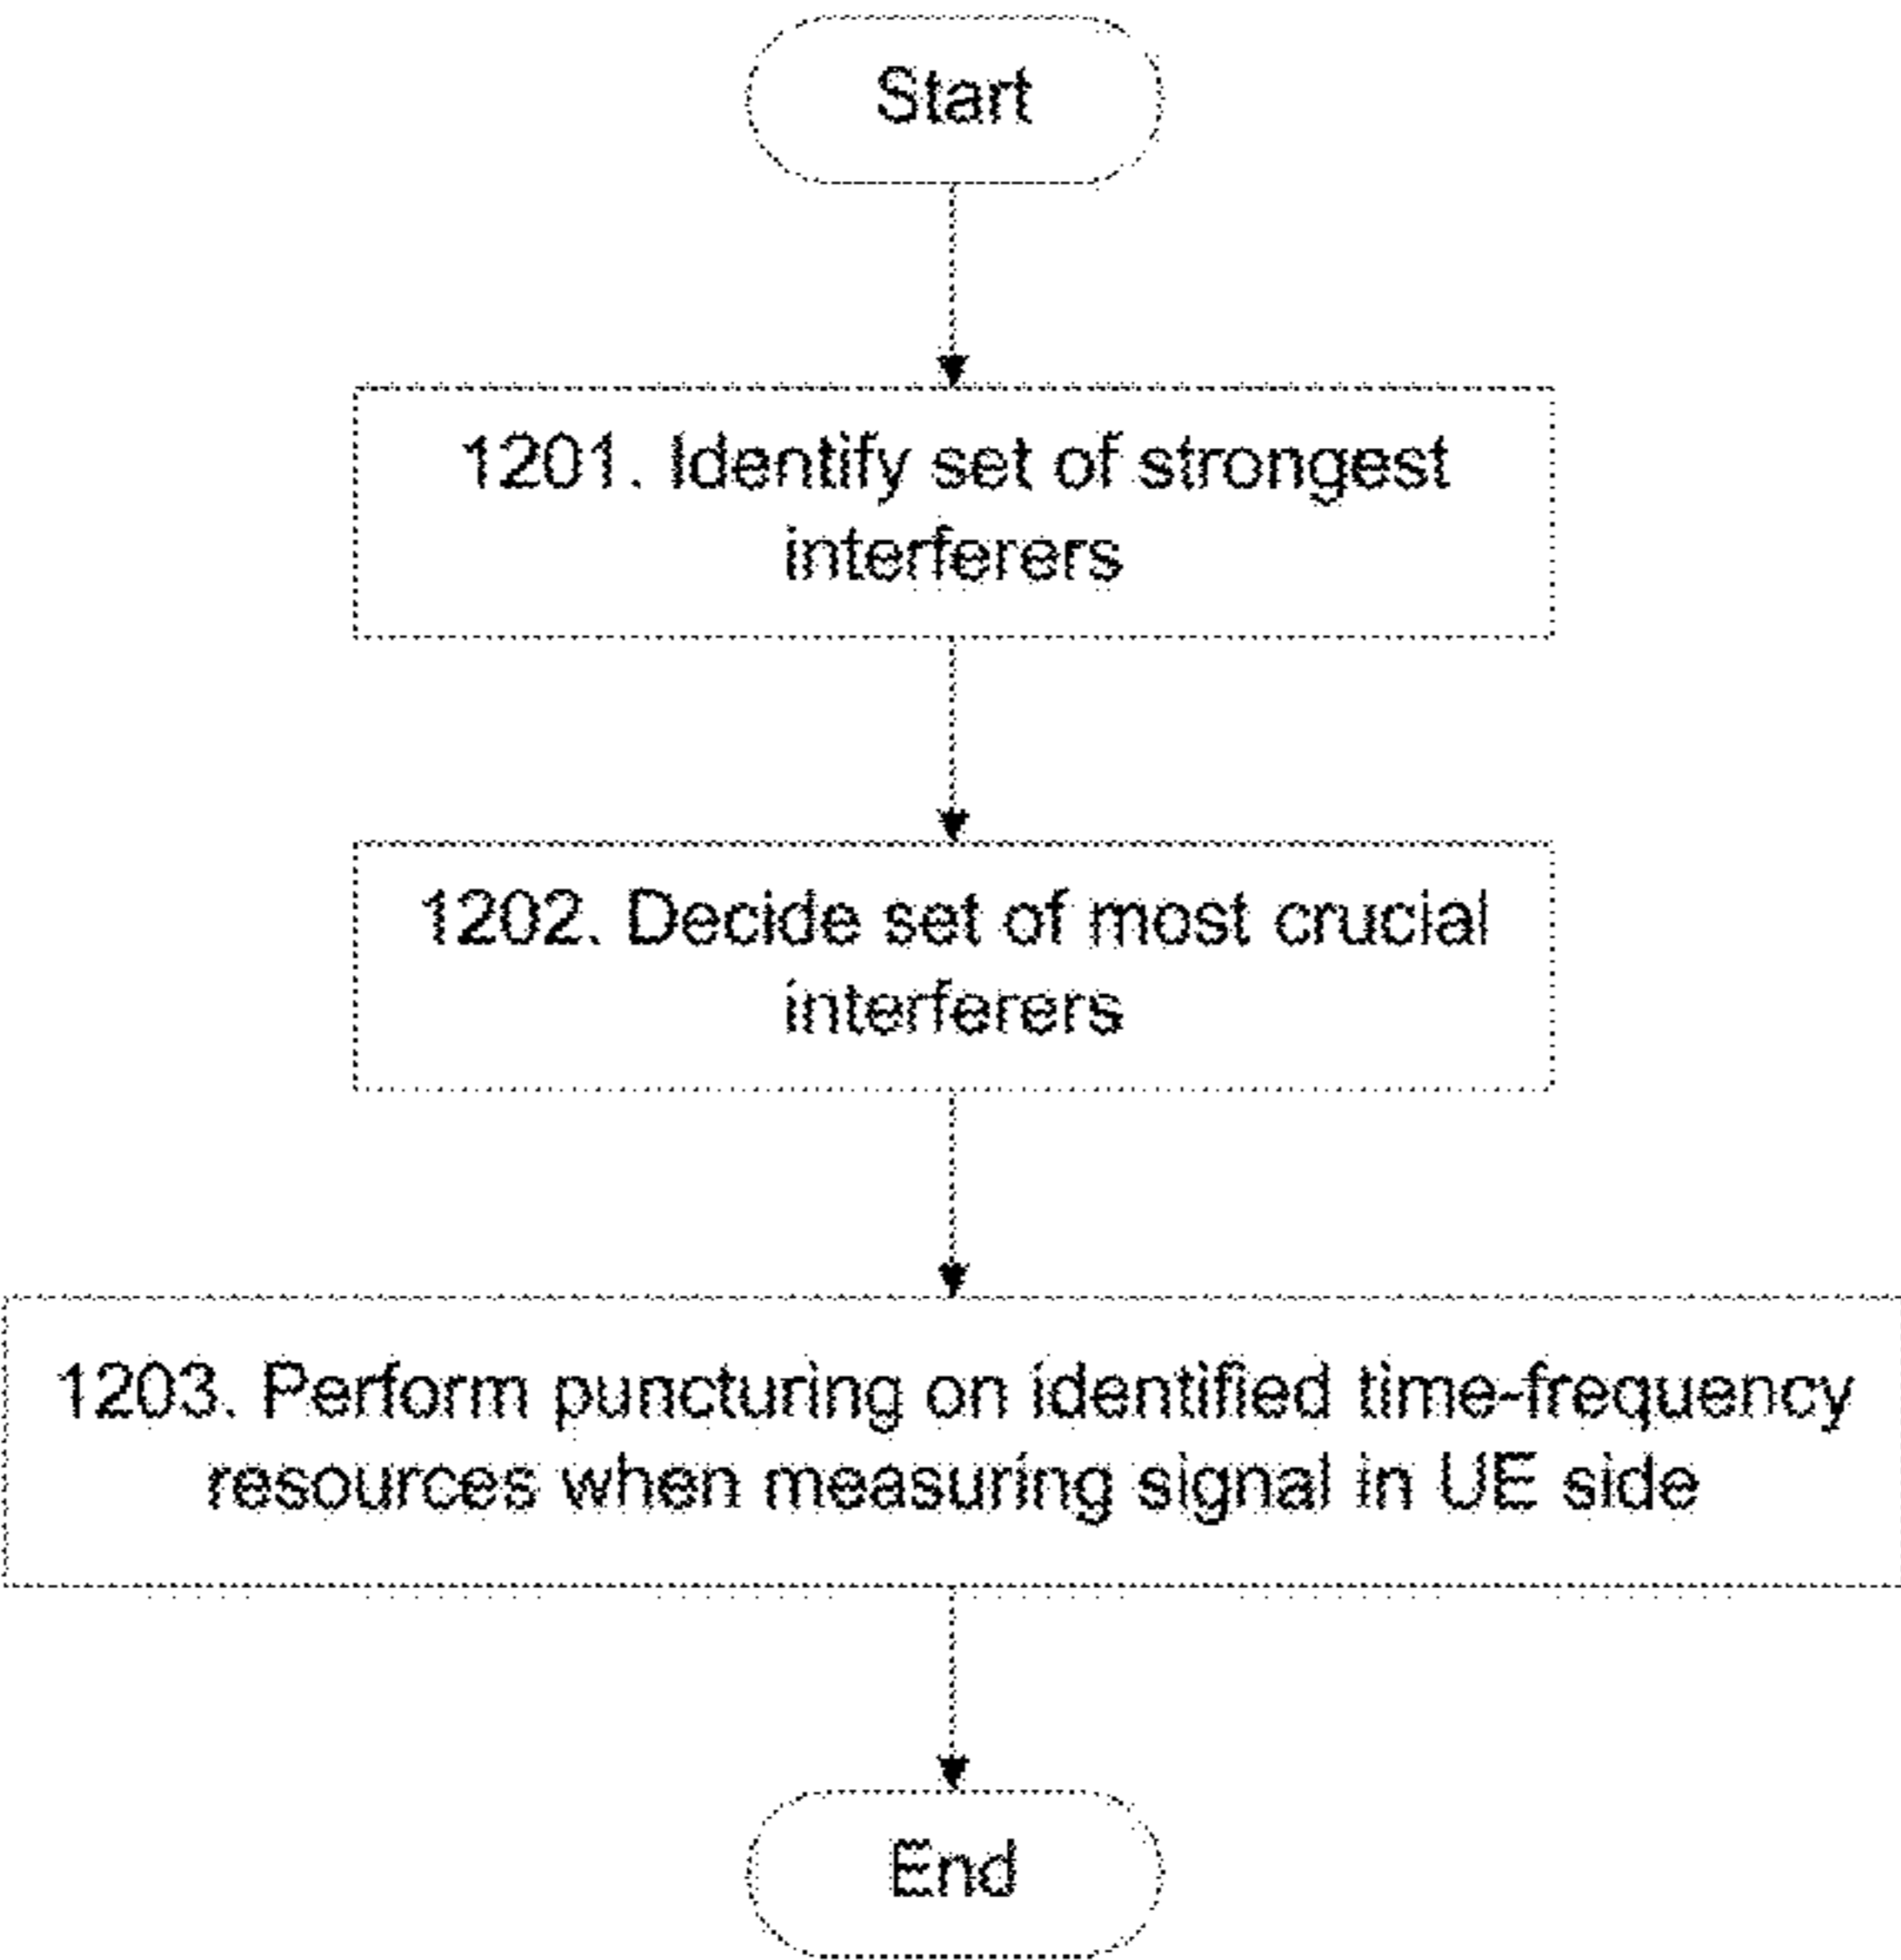 Start
1201. Identify set of strongest
interferers
1202. Decide set of most crucial
interferers
1203. Perform puncturing on identified time-frequency
resources when measuring signal in UE side
End